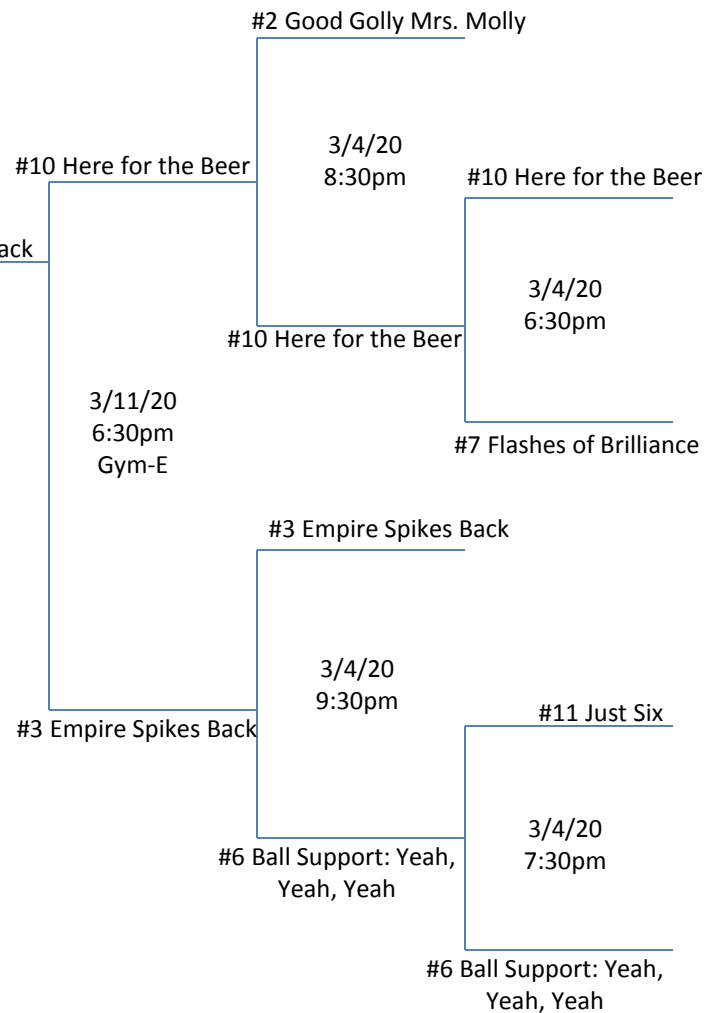 #2 Good Golly Mrs. Molly
3/4/20
8:30pm
#10 Here for the Beer
#10 Here for the Beer
ack
3/4/20
6:30pm
#10 Here for the Beer
3/11/20
6:30pm
Gym-E
#7 Flashes of Brilliance
#3 Empire Spikes Back
3/4/20
9:30pm
#11 Just Six
#3 Empire Spikes Back
3/4/20
7:30pm
#6 Ball Support: Yeah,
Yeah, Yeah
#6 Ball Support: Yeah,
Yeah, Yeah